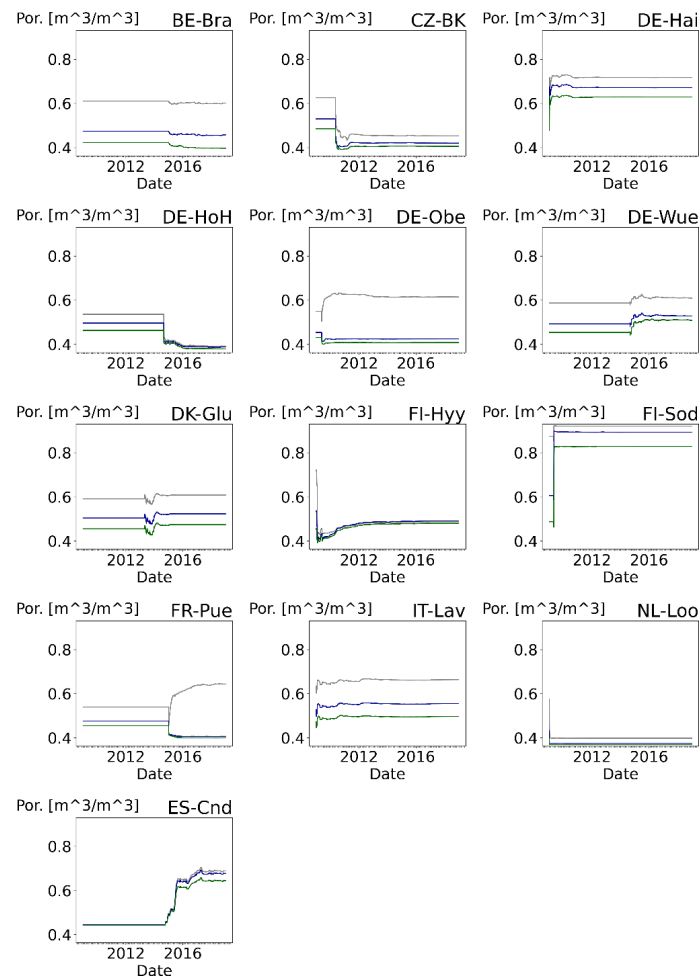 Por. [m^3/m^3] BE-Bra
0.8
0.6
0.4
2012 2016
Date
Por. [m^3/m^3] CZ-BK
0.8
0.6
0.4
2012 2016
Date
Por. [m^3/m^3] DE-Hai
0.8
0.6
0.4
2012 2016
Date
Por. [m^3/m^3] DE-HoH
0.8
0.6
0.4
2012 2016
Date
Por. [m^3/m^3] DE-Obe
0.8
0.6
0.4
2012 2016
Date
Por. [m^3/m^3] DE-Wue
0.8
0.6
0.4
2012 2016
Date
Por. [m^3/m^3] DK-Glu
0.8
0.6
0.4
2012 2016
Date
Por. [m^3/m^3] FI-Hyy
0.8
0.6
0.4
2012 2016
Date
Por. [m^3/m^3] FI-Sod
0.8
0.6
0.4
2012 2016
Date
Por. [m^3/m^3] FR-Pue
0.8
0.6
0.4
2012 2016
Date
Por. [m^3/m^3] IT-Lav
0.8
0.6
0.4
2012 2016
Date
Por. [m^3/m^3] NL-Loo
0.8
0.6
0.4
2012 2016
Date
Por. [m^3/m^3] ES-Cnd
0.8
0.6
0.4
2012 2016
Date